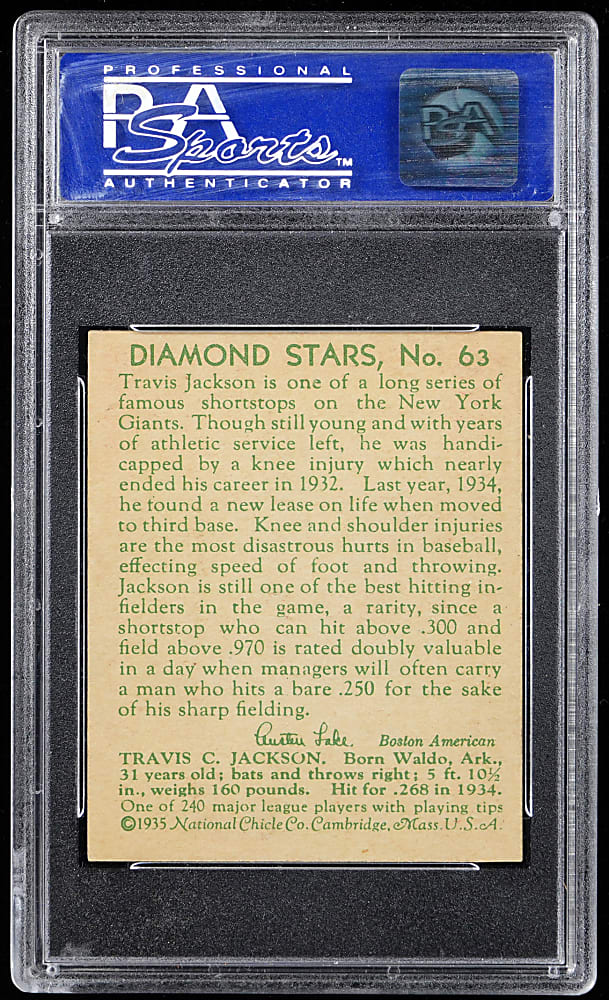 PROFESSIONAL
PSA
Sports™
AUTHENTICATOR
PSA
DIAMOND STARS, No. 63
Travis Jackson is one of a long series of
famous shortstops on the New York
Giants. Though still young and with years
of athletic service left, he was handi-
capped by a knee injury which nearly
ended his career in 1932. Last year, 1934,
he found a new lease on life when moved
to third base. Knee and shoulder injuries
are the most disastrous hurts in baseball,
effecting speed of foot and throwing.
Jackson is still one of the best hitting in-
fielders in the game, a rarity, since a
shortstop who can hit above .300 and
field above .970 is rated doubly valuable
in a day when managers will often carry
a man who hits a bare .250 for the sake
of his sharp fielding.
Austen Lake, Boston American
TRAVIS C. JACKSON. Born Waldo, Ark.,
31 years old; bats and throws right; 5 ft. 10½
in., weighs 160 pounds. Hit for .268 in 1934.
One of 240 major league players with playing tips
©1935 National Chicle Co. Cambridge, Mass. U.S.A.